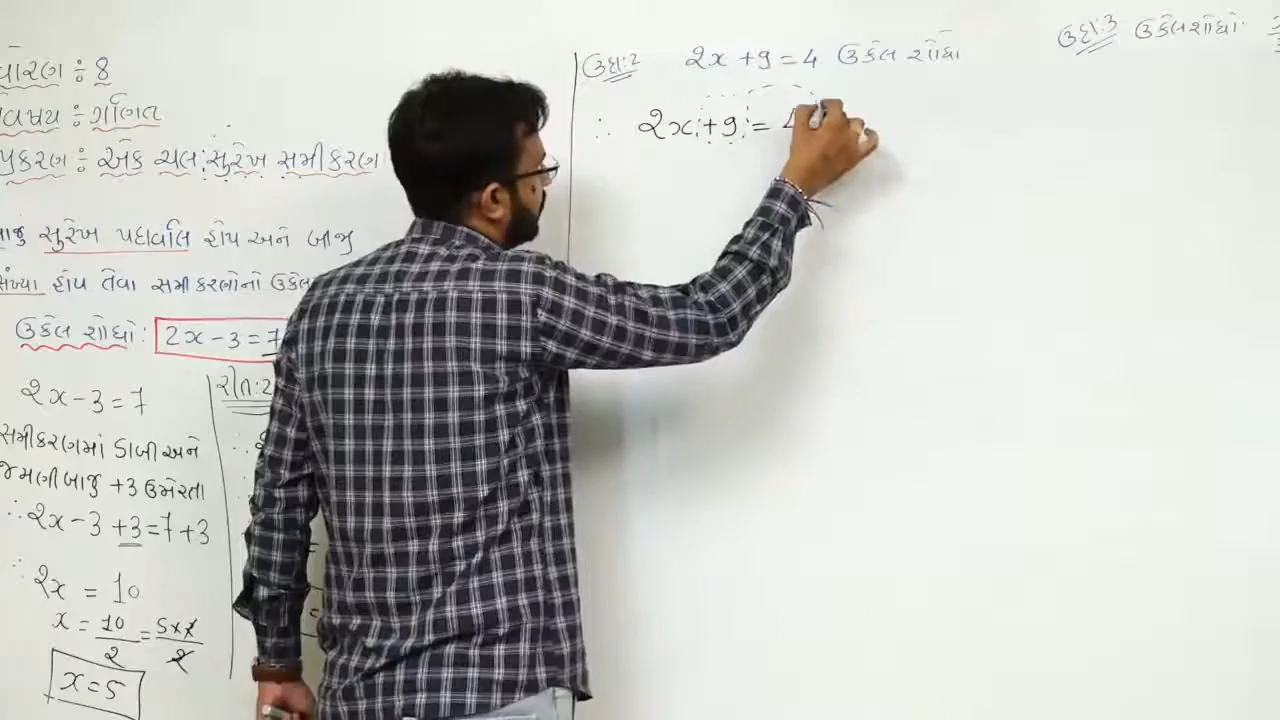 ધોરણ ÷ 8
વિષય ÷ ગણિત
પ્રકરણ ÷ એક ચલ સુરેખ સમીકરણ
બાજુ સુરેખ પદાવલિ હોય અને બીજી
સંખ્યા હોય તેવા સમીકરણોનો ઉકેલ
ઉકેલ શોધો: 2x - 3 = 7
2x - 3 = 7
સમીકરણમાં ડાબી અને
જમણી બાજુ +3 ઉમેરતા
∴ 2x - 3 + 3 = 7 + 3
∴ 2x = 10
x = 10/2 = 5 x 2/2
x = 5
રીત: 2
ઉદા: 2 2x + 9 = 4 ઉકેલ શોધો
∴ 2x + 9 = 4
ઉદા: 3 ઉકેલ શોધો: